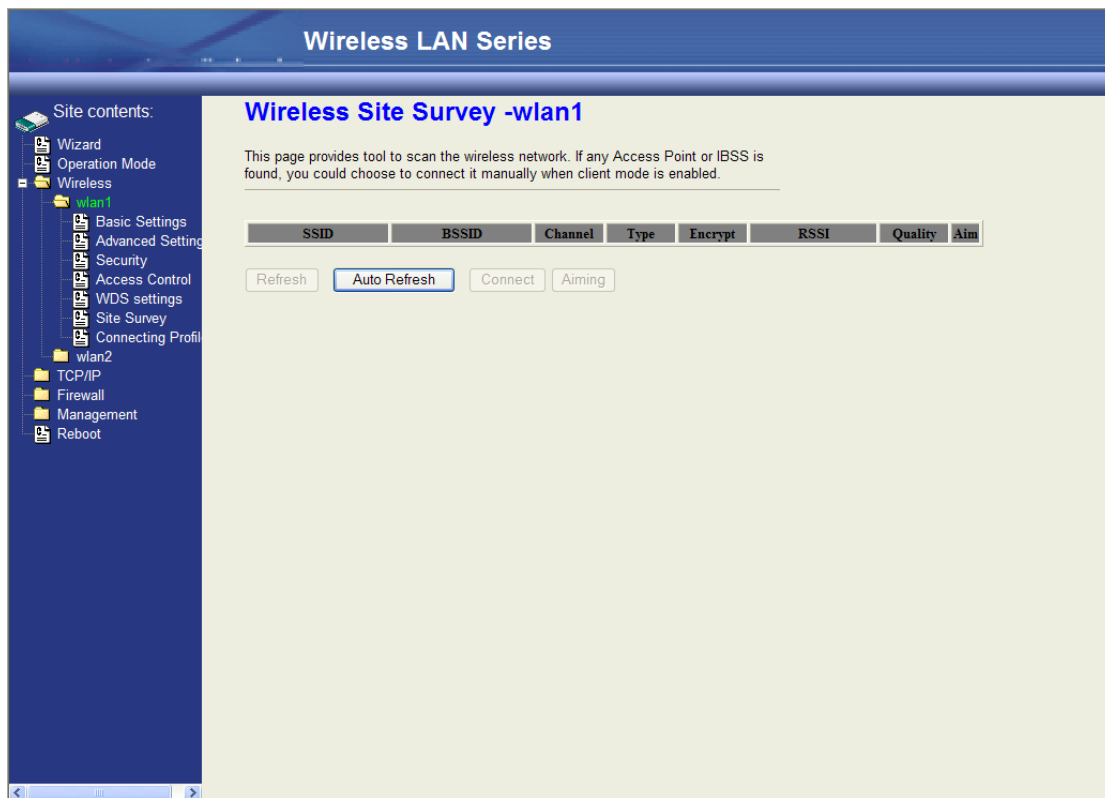 Wireless LAN Series
Site contents:
Wizard
Operation Mode
Wireless
wlan1
Basic Settings
Advanced Setting
Security
Access Control
WDS settings
Site Survey
Connecting Profil
wlan2
TCP/IP
Firewall
Management
Reboot
Wireless Site Survey -wlan1
This page provides tool to scan the wireless network. If any Access Point or IBSS is
found, you could choose to connect it manually when client mode is enabled.
SSID BSSID Channel Type Encrypt RSSI Quality Aim
Refresh Auto Refresh Connect Aiming